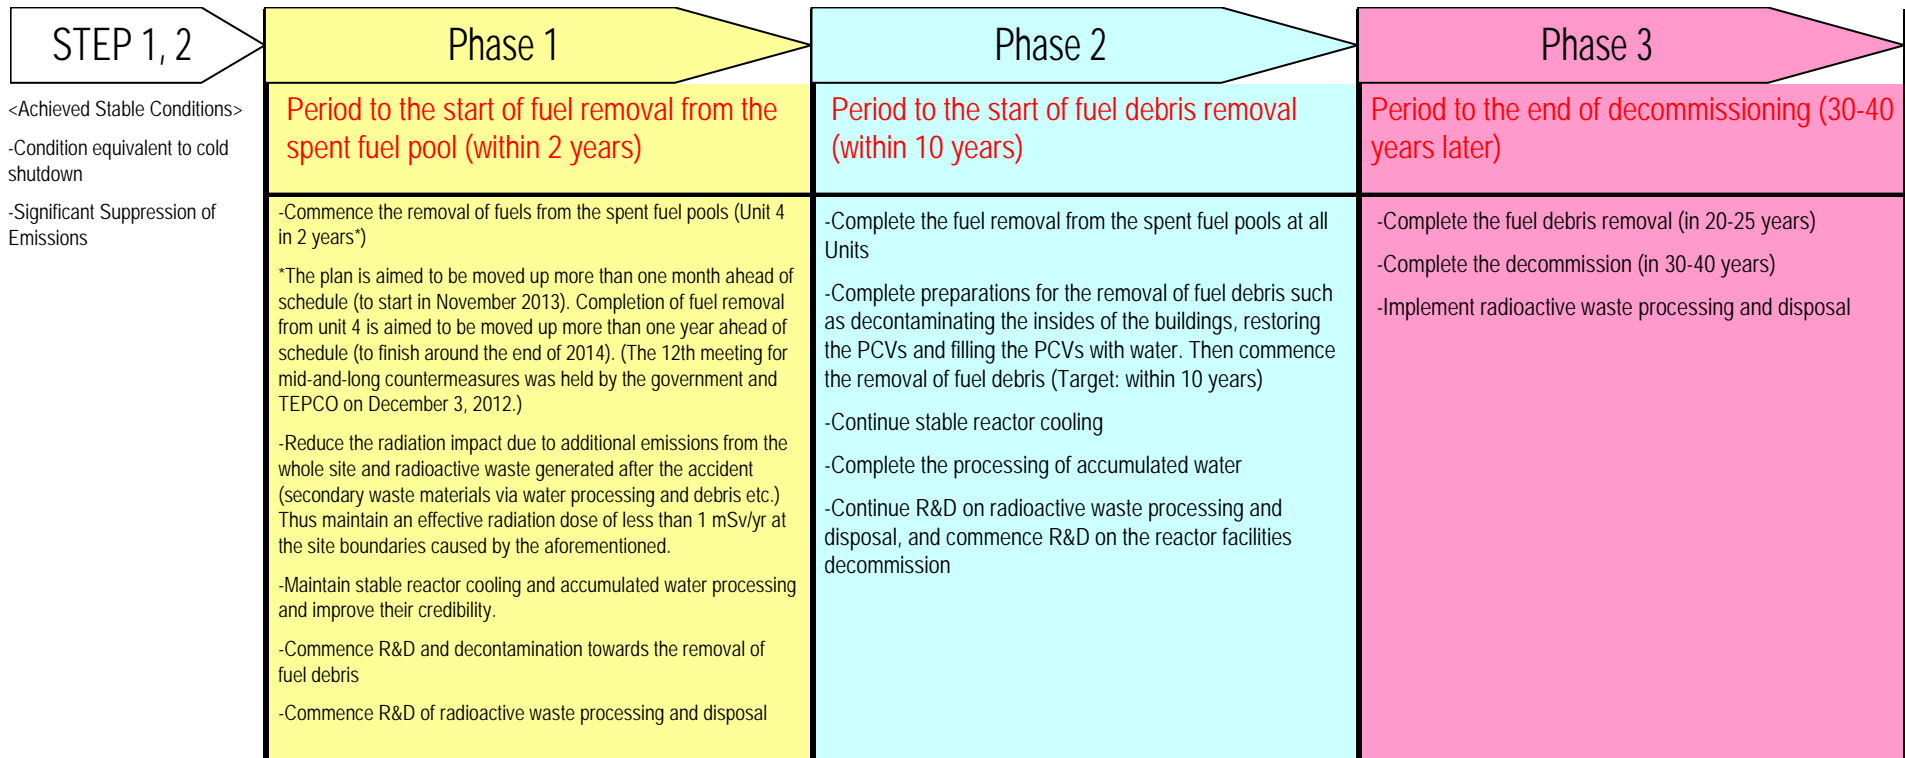 STEP 1, 2
<Achieved Stable Conditions>
-Condition equivalent to cold
shutdown
-Significant Suppression of
Emissions
Phase 1
Period to the start of fuel removal from the
spent fuel pool (within 2 years)
-Commence the removal of fuels from the spent fuel pools (Unit 4
in 2 years*)
*The plan is aimed to be moved up more than one month ahead of
schedule (to start in November 2013). Completion of fuel removal
from unit 4 is aimed to be moved up more than one year ahead of
schedule (to finish around the end of 2014). (The 12th meeting for
mid-and-long countermeasures was held by the government and
TEPCO on December 3, 2012.)
-Reduce the radiation impact due to additional emissions from the
whole site and radioactive waste generated after the accident
(secondary waste materials via water processing and debris etc.)
Thus maintain an effective radiation dose of less than 1 mSv/yr at
the site boundaries caused by the aforementioned.
-Maintain stable reactor cooling and accumulated water processing
and improve their credibility.
-Commence R&D and decontamination towards the removal of
fuel debris
-Commence R&D of radioactive waste processing and disposal
Phase 2
Period to the start of fuel debris removal
(within 10 years)
-Complete the fuel removal from the spent fuel pools at all
Units
-Complete preparations for the removal of fuel debris such
as decontaminating the insides of the buildings, restoring
the PCVs and filling the PCVs with water. Then commence
the removal of fuel debris (Target: within 10 years)
-Continue stable reactor cooling
-Complete the processing of accumulated water
-Continue R&D on radioactive waste processing and
disposal, and commence R&D on the reactor facilities
decommission
Phase 3
Period to the end of decommissioning (30-40
years later)
-Complete the fuel debris removal (in 20-25 years)
-Complete the decommission (in 30-40 years)
-Implement radioactive waste processing and disposal